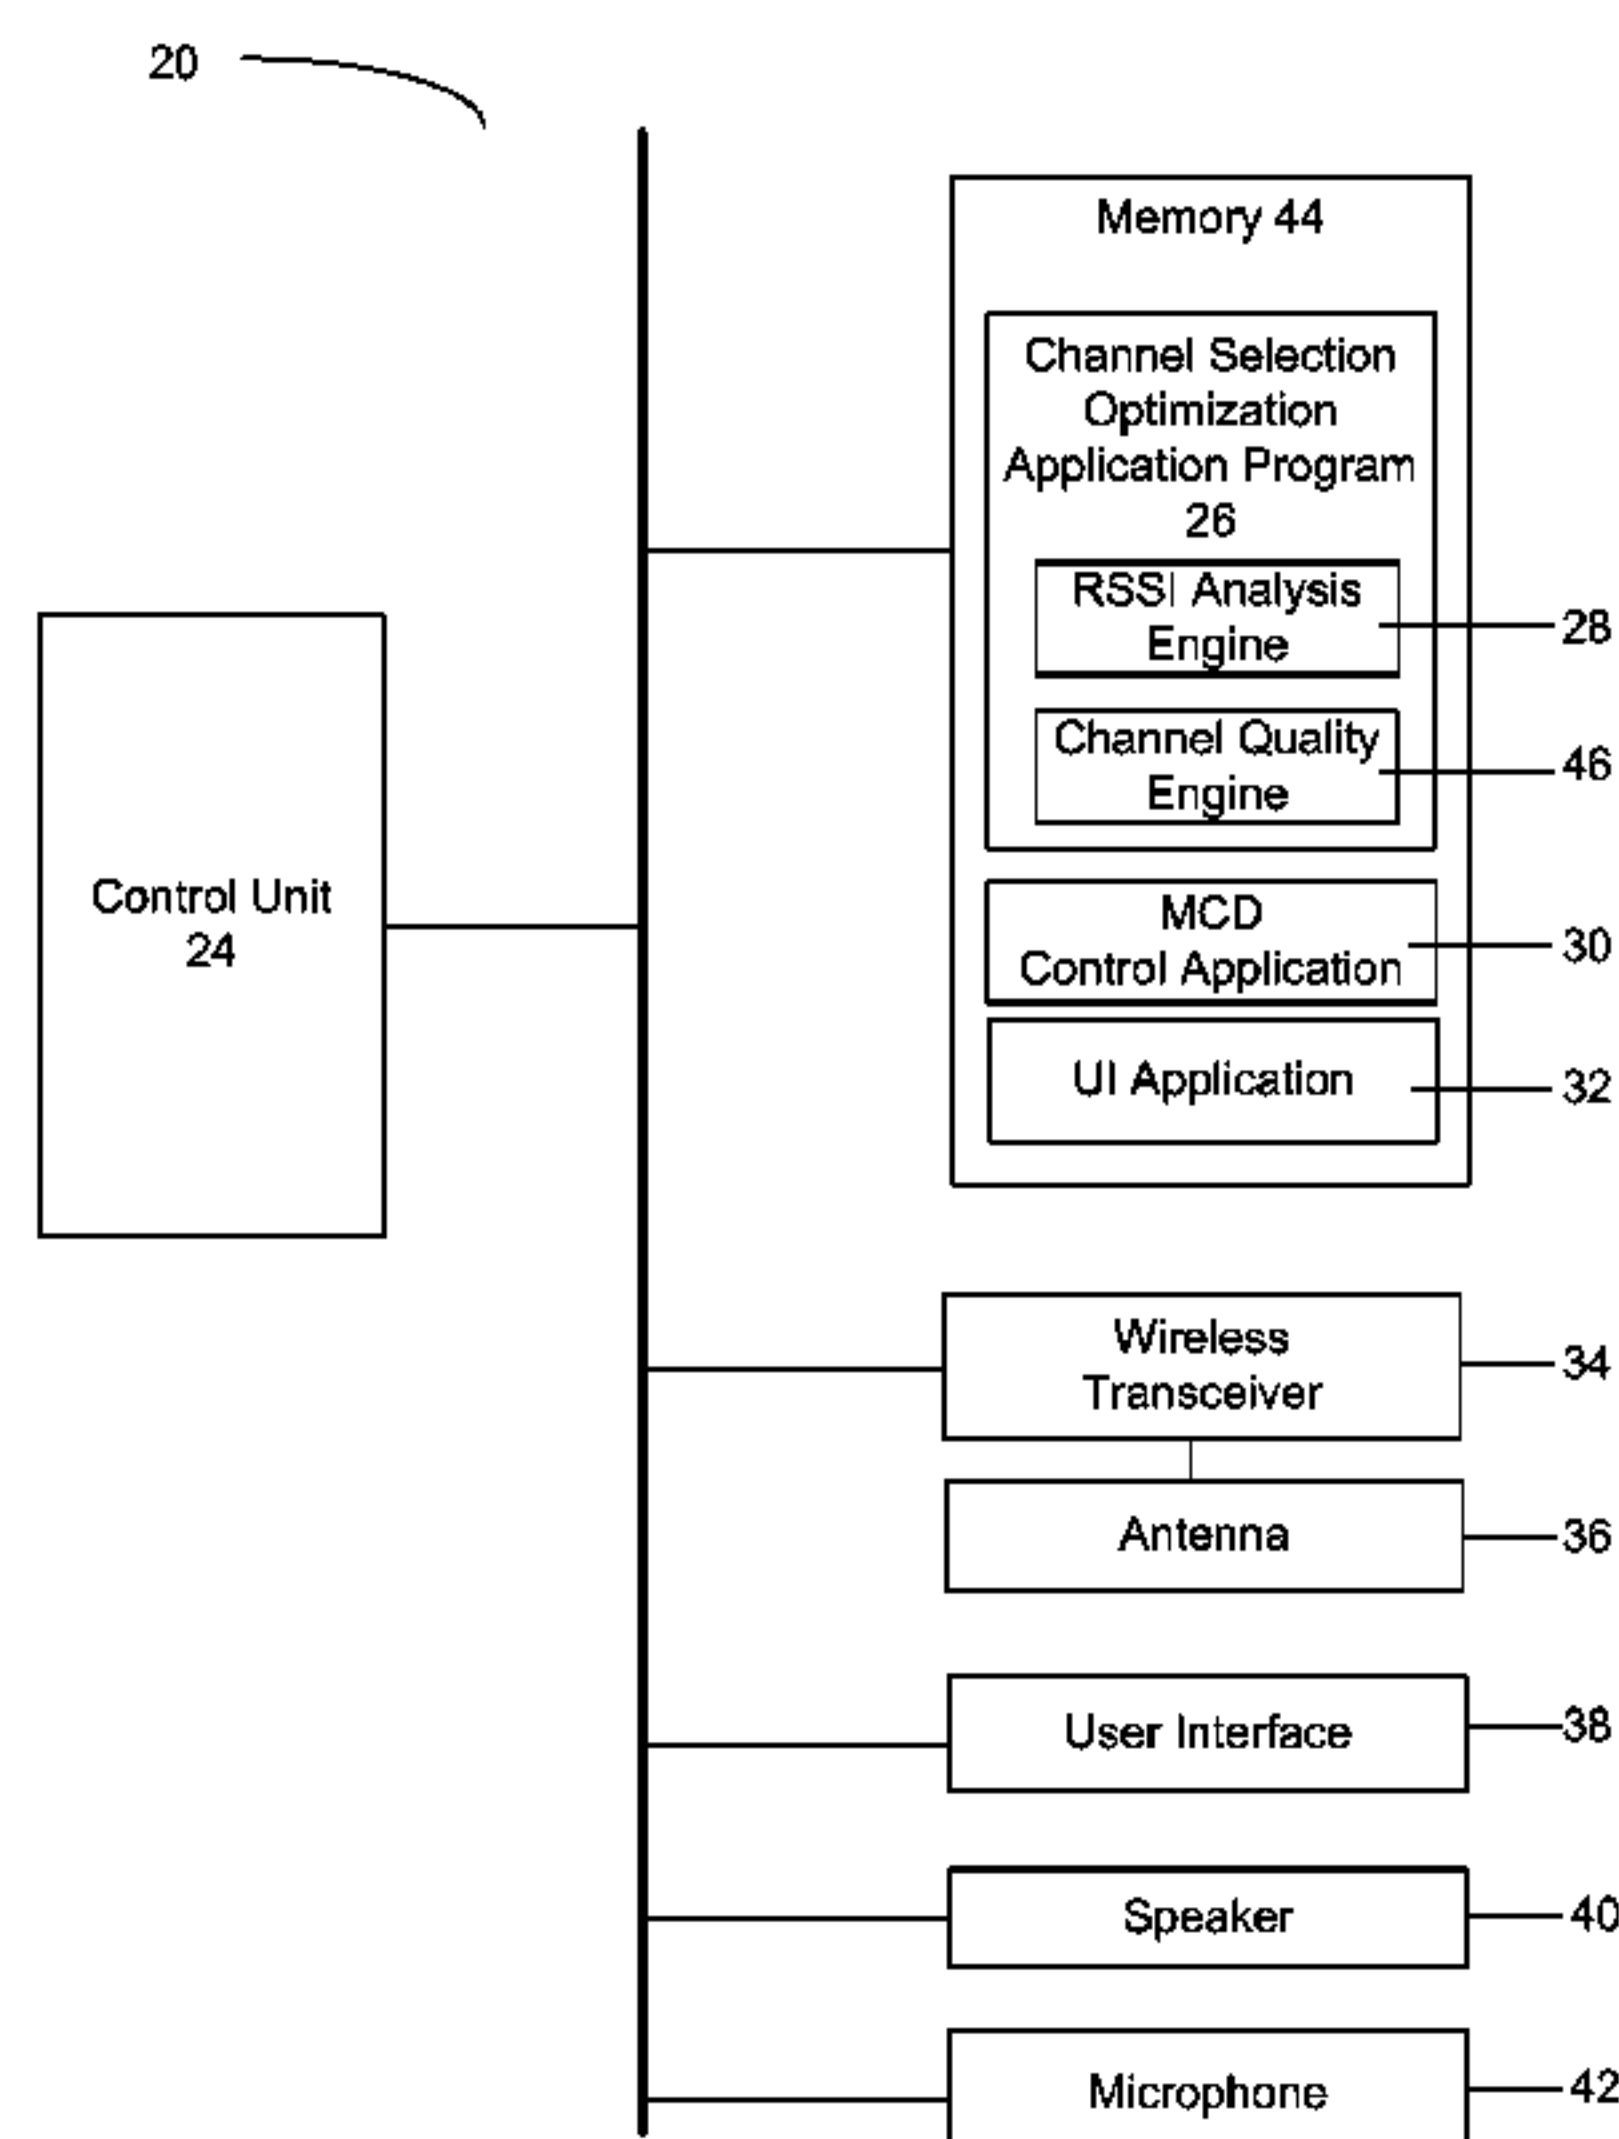 20
Memory 44
Channel Selection
Optimization
Application Program
26
RSSI Analysis
Engine
28
Channel Quality
Engine
46
Control Unit
24
MCD
Control Application
30
UI Application
32
Wireless
Transceiver
34
Antenna
36
User Interface
38
Speaker
40
Microphone
42